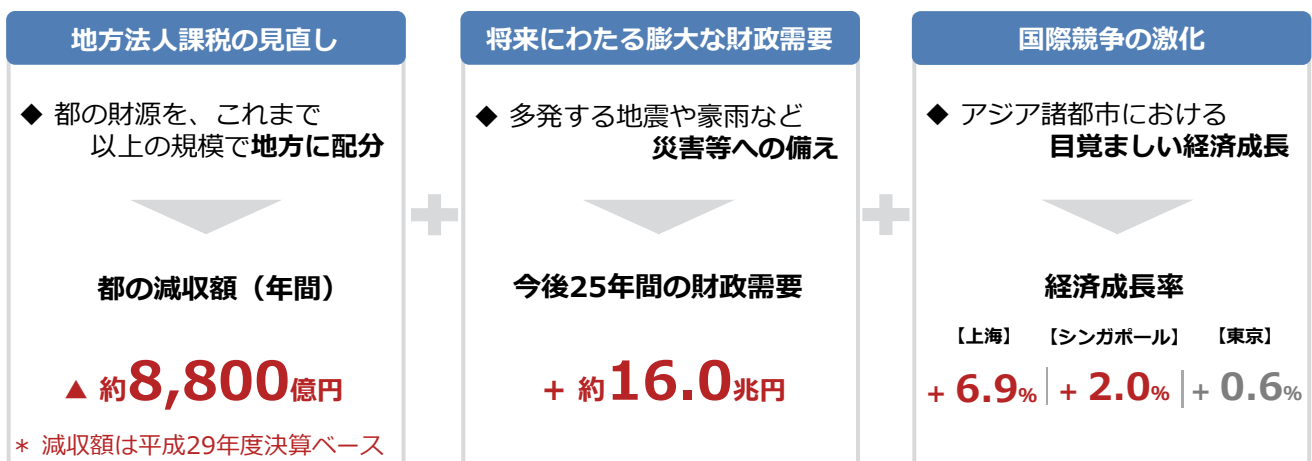 地方法人課税の見直し
◆ 都の財源を、これまで
以上の規模で地方に配分
都の減収額（年間）
▲ 約8,800億円
＊ 減収額は平成29年度決算ベース
+
将来にわたる膨大な財政需要
◆ 多発する地震や豪雨など
災害等への備え
今後25年間の財政需要
+ 約16.0兆円
+
国際競争の激化
◆ アジア諸都市における
目覚ましい経済成長
経済成長率
【上海】 【シンガポール】 【東京】
+ 6.9% | + 2.0% | + 0.6%